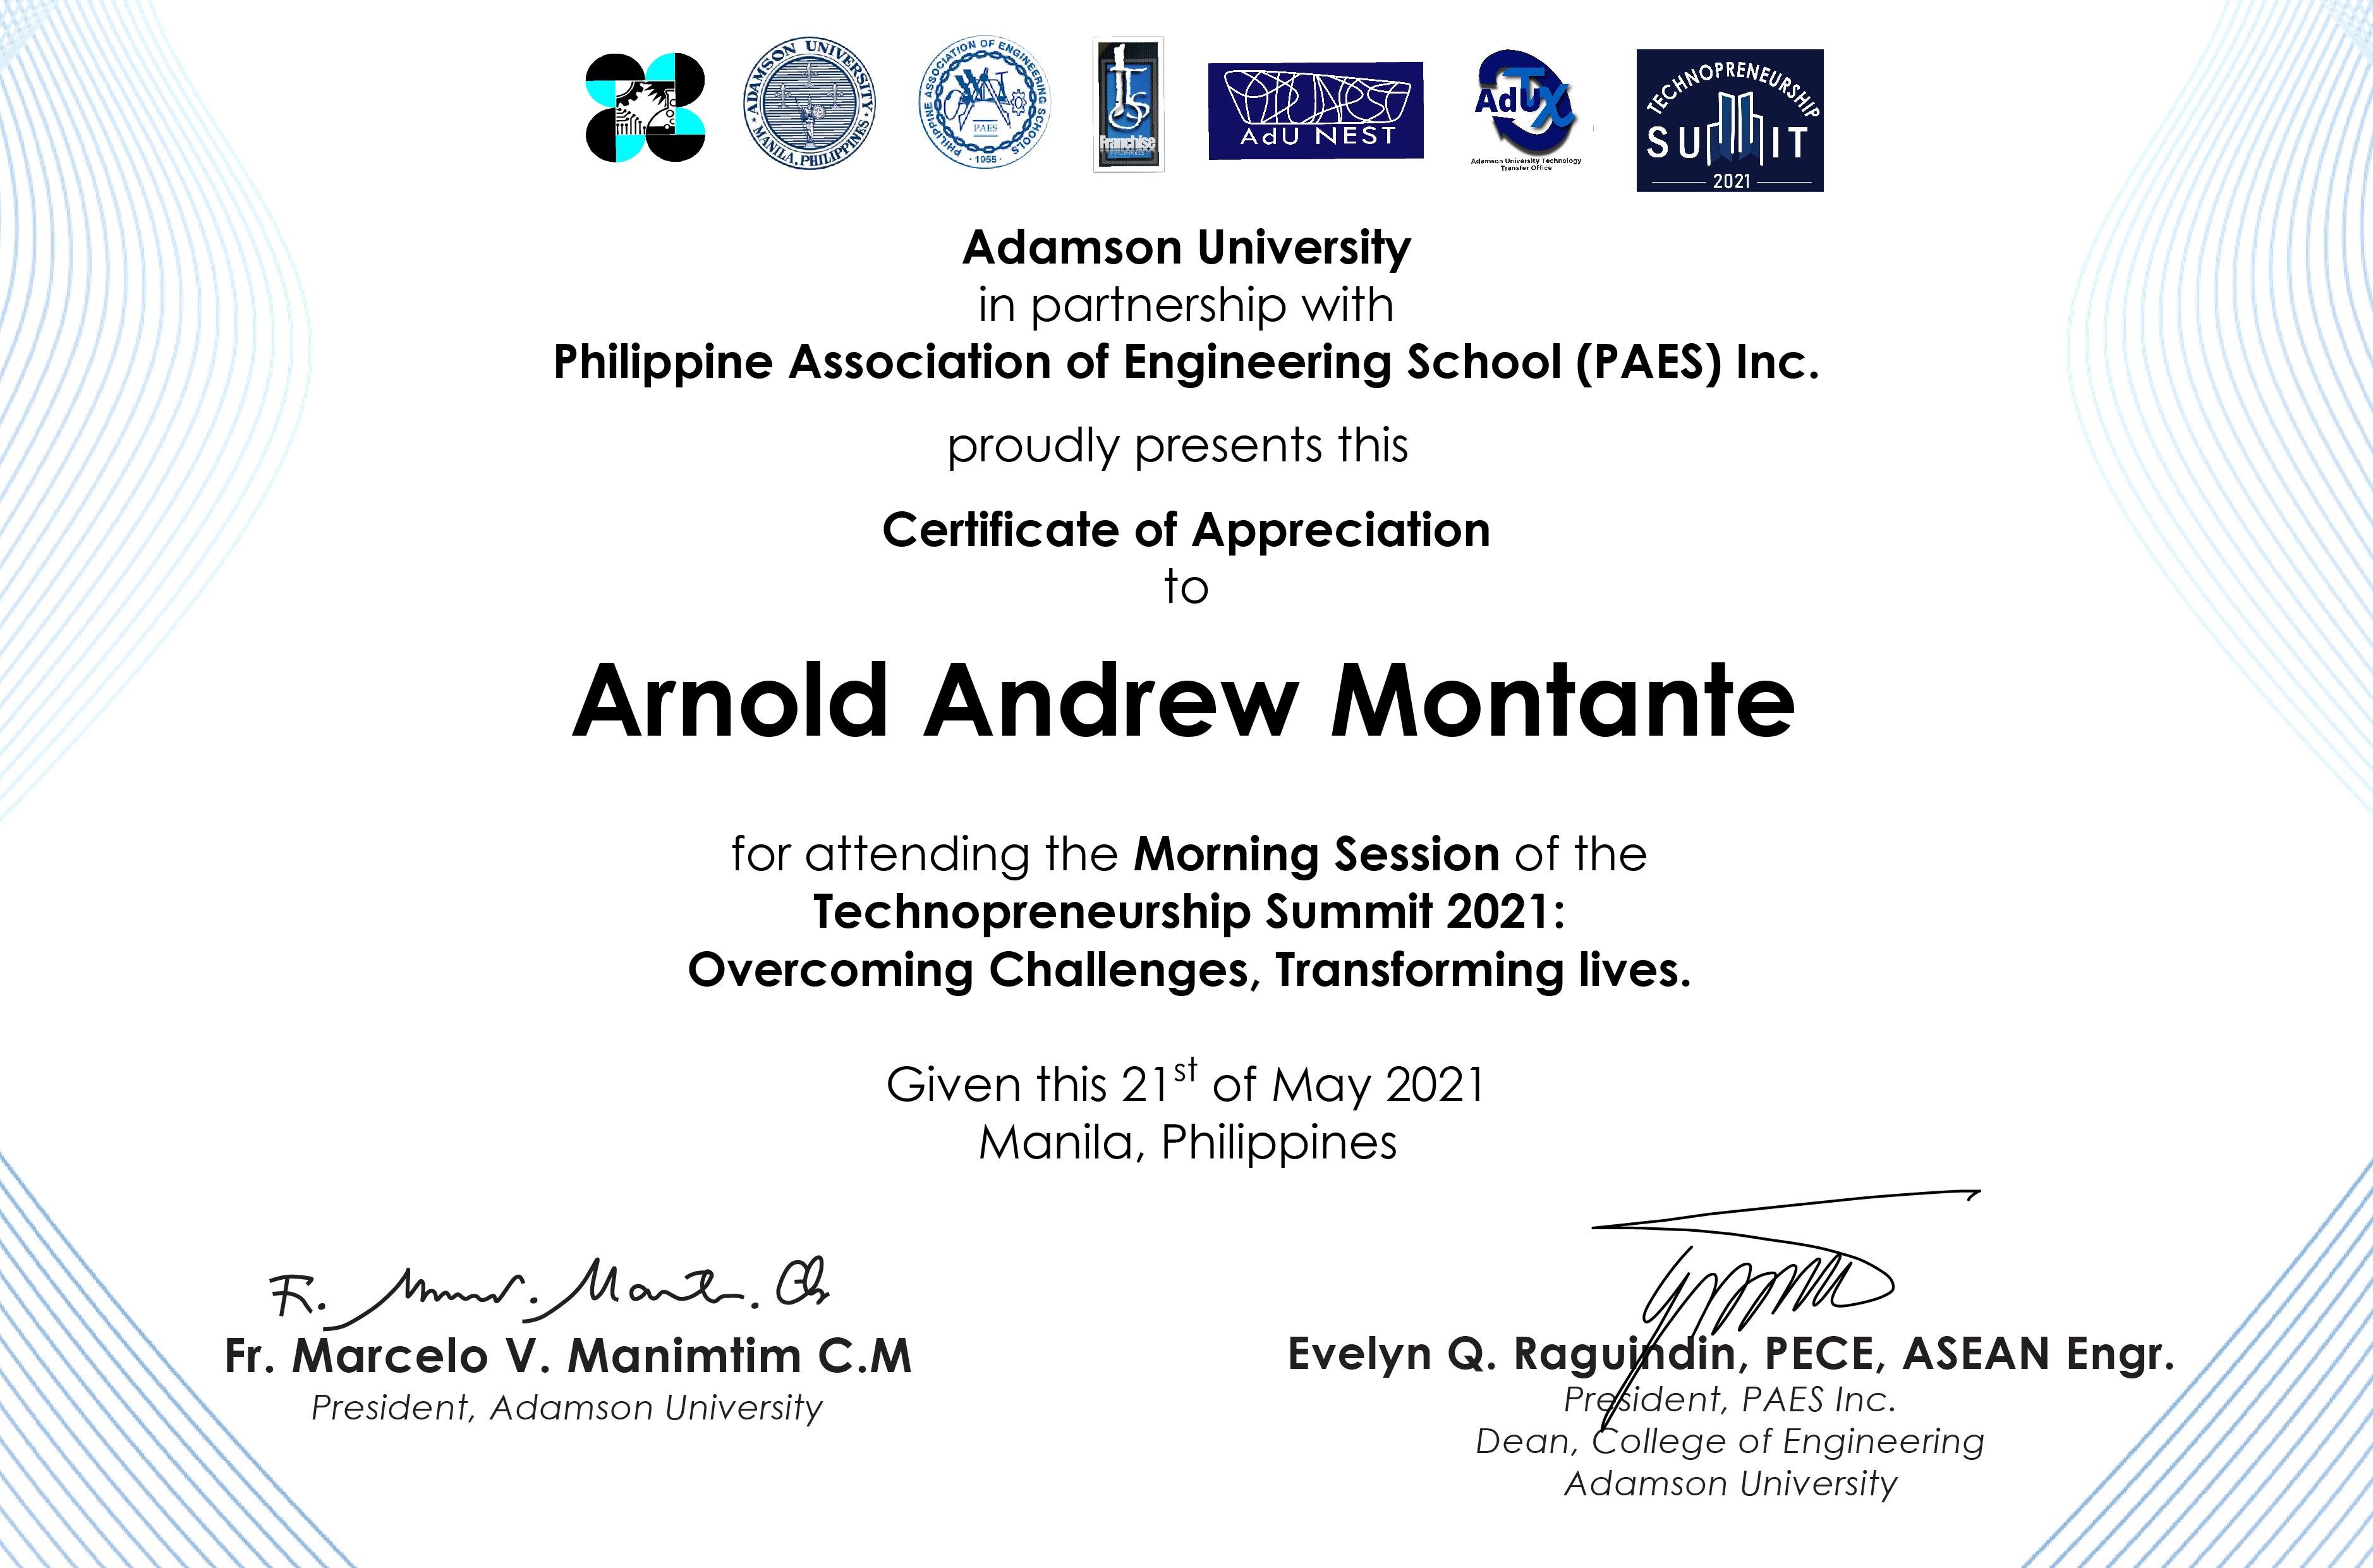 ADAMSON UNIVERSITY
MANILA, PHILIPPINES
PHILIPPINE ASSOCIATION OF ENGINEERING SCHOOLS
PAES
1955
Franchise
AdU NEST
AdUTX
Adamson University Technology
Transfer Office
TECHNOPRENEURSHIP
SUMMIT
2021
Adamson University
in partnership with
Philippine Association of Engineering School (PAES) Inc.
proudly presents this
Certificate of Appreciation
to
Arnold Andrew Montante
for attending the Morning Session of the
Technopreneurship Summit 2021:
Overcoming Challenges, Transforming lives.
Given this 21st of May 2021
Manila, Philippines
Fr. Marcelo V. Manimtim C.M
President, Adamson University
Evelyn Q. Raguindin, PECE, ASEAN Engr.
President, PAES Inc.
Dean, College of Engineering
Adamson University